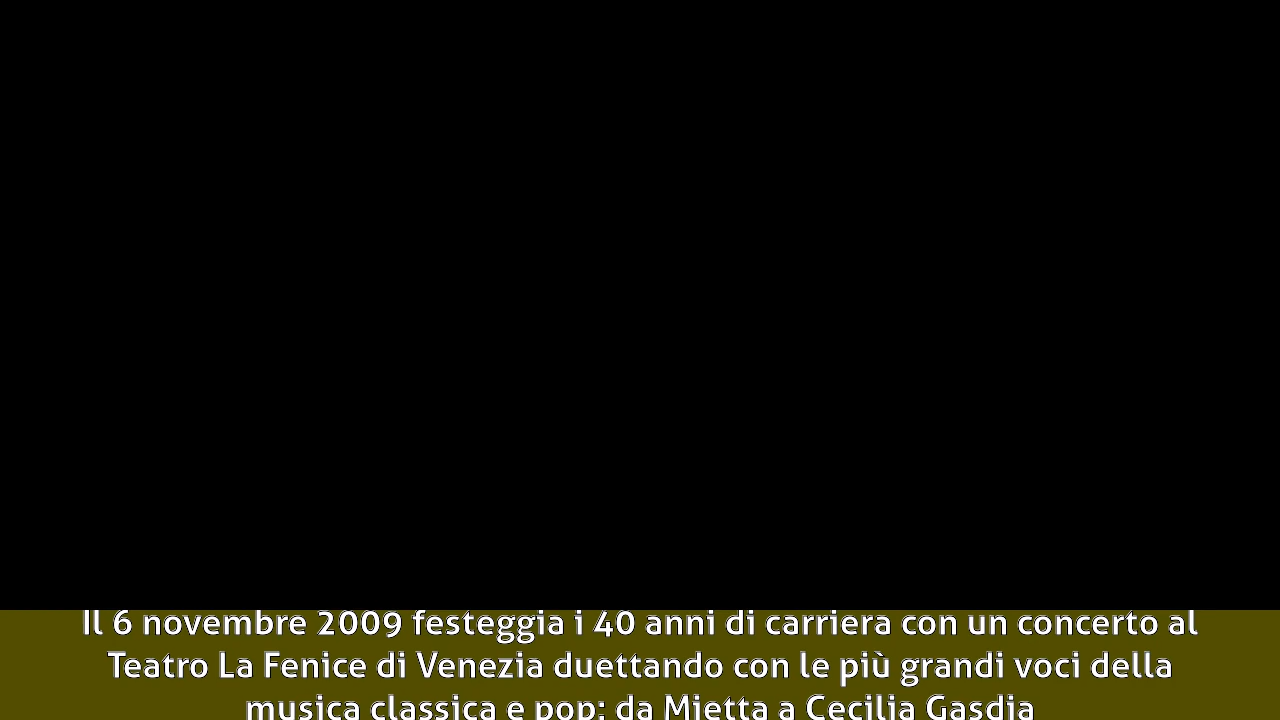 Il 6 novembre 2009 festeggia i 40 anni di carriera con un concerto al
Teatro La Fenice di Venezia duettando con le più grandi voci della
musica classica e pop: da Mietta a Cecilia Gasdia